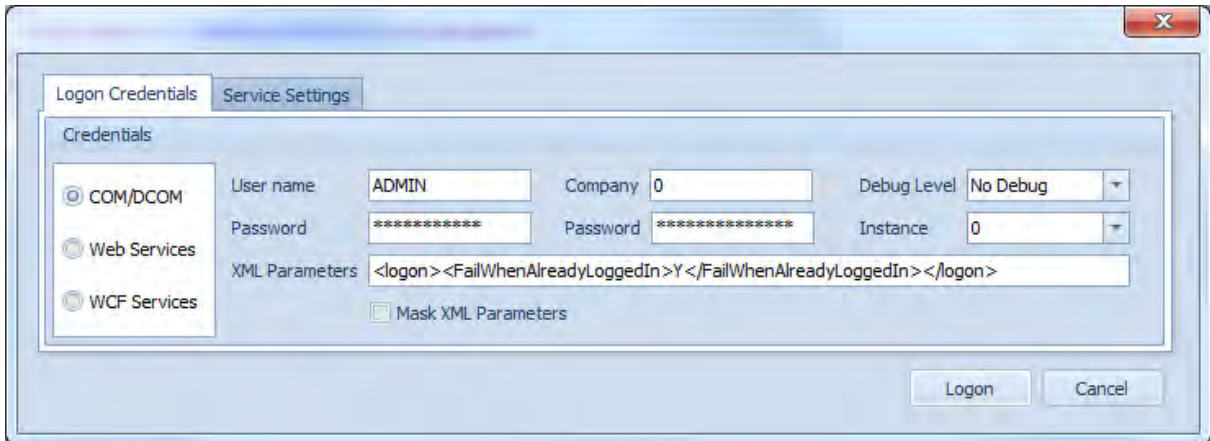 Logon Credentials Service Settings
Credentials
COM/DCOM
Web Services
WCF Services
User name ADMIN Company 0 Debug Level No Debug
Password *********** Password ************** Instance 0
XML Parameters <logon><FailWhenAlreadyLoggedIn>Y</FailWhenAlreadyLoggedIn></logon>
Mask XML Parameters
Logon Cancel